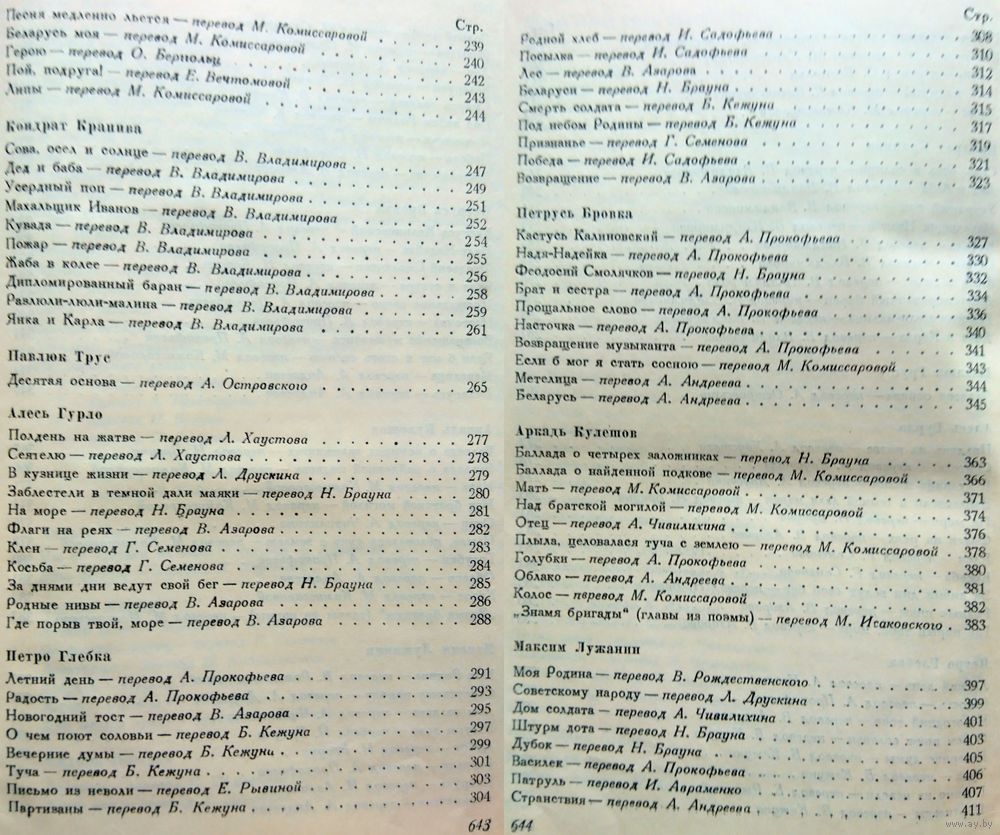 Стр.
Песня медленно льется — перевод М. Комиссаровой . . . 239
Беларусь моя — перевод М. Комиссаровой . . . 240
Герою — перевод О. Бергольц . . . 242
Пой, подруга! — перевод Е. Вечтомовой . . . 243
Липы — перевод М. Комиссаровой . . . 244
Кондрат Крапива
Сова, осел и солнце — перевод В. Владимирова . . . 247
Дед и баба — перевод В. Владимирова . . . 249
Усердный поп — перевод В. Владимирова . . . 251
Махальщик Иванов — перевод В. Владимирова . . . 252
Кувада — перевод В. Владимирова . . . 254
Пожар — перевод В. Владимирова . . . 255
Жаба в колее — перевод В. Владимирова . . . 256
Дипломированный баран — перевод В. Владимирова . . . 258
Разлюли-люли-малина — перевод В. Владимирова . . . 259
Янка и Карла — перевод В. Владимирова . . . 261
Павлюк Трус
Десятая основа — перевод А. Островского . . . 265
Алесь Гурло
Полдень на жатве — перевод Л. Хаустова . . . 277
Сеятелю — перевод Л. Хаустова . . . 278
В кузнице жизни — перевод Л. Друскина . . . 279
Заблестели в темной дали маяки — перевод Н. Брауна . . . 280
На море — перевод Н. Брауна . . . 281
Флаги на реях — перевод В. Азарова . . . 282
Клен — перевод Г. Семенова . . . 283
Косьба — перевод Г. Семенова . . . 284
За днями дни ведут свой бег — перевод Н. Брауна . . . 285
Родные нивы — перевод В. Азарова . . . 286
Где порыв твой, море — перевод В. Азарова . . . 288
Петро Глебка
Летний день — перевод А. Прокофьева . . . 291
Радость — перевод А. Прокофьева . . . 293
Новогодний тост — перевод В. Азарова . . . 295
О чем поют соловьи — перевод Б. Кежуна . . . 297
Вечерние думы — перевод Б. Кежуна . . . 299
Туча — перевод Б. Кежуна . . . 301
Письмо из неволи — перевод Е. Рывиной . . . 303
Партизаны — перевод Б. Кежуна . . . 304
643
Стр.
Родной хлеб — перевод И. Садофьева . . . 308
Посылка — перевод И. Садофьева . . . 310
Лес — перевод В. Азарова . . . 312
Беларуси — перевод Н. Брауна . . . 314
Смерть солдата — перевод Б. Кежуна . . . 315
Под небом Родины — перевод Б. Кежуна . . . 317
Признанье — перевод Г. Семенова . . . 319
Победа — перевод И. Садофьева . . . 321
Возвращение — перевод В. Азарова . . . 323
Петрусь Бровка
Кастусь Калиновский — перевод А. Прокофьева . . . 327
Надя-Надейка — перевод А. Прокофьева . . . 330
Феодосий Смолячков — перевод Н. Брауна . . . 332
Брат и сестра — перевод А. Прокофьева . . . 334
Прощальное слово — перевод А. Прокофьева . . . 336
Насточка — перевод А. Прокофьева . . . 340
Возвращение музыканта — перевод А. Прокофьева . . . 341
Если б мог я стать сосною — перевод М. Комиссаровой . . . 343
Метелица — перевод А. Андреева . . . 344
Беларусь — перевод А. Андреева . . . 345
Аркадь Кулешов
Баллада о четырех заложниках — перевод Н. Брауна . . . 363
Баллада о найденной подкове — перевод М. Комиссаровой . . . 366
Мать — перевод М. Комиссаровой . . . 371
Над братской могилой — перевод М. Комиссаровой . . . 374
Отец — перевод А. Чивилихина . . . 376
Плыла, целовалася туча с землею — перевод М. Комиссаровой . 378
Голубки — перевод А. Прокофьева . . . 380
Облако — перевод А. Андреева . . . 381
Колос — перевод М. Комиссаровой . . . 382
„Знамя бригады“ (главы из поэмы) — перевод М. Исаковского . 383
Максим Лужанин
Моя Родина — перевод В. Рождественского . . . 397
Советскому народу — перевод Л. Друскина . . . 399
Дом солдата — перевод А. Чивилихина . . . 401
Штурм дота — перевод Н. Брауна . . . 403
Дубок — перевод Н. Брауна . . . 405
Василек — перевод А. Прокофьева . . . 406
Патруль — перевод И. Авраменко . . . 407
Странствия — перевод А. Андреева . . . 411
644
www.ay.by